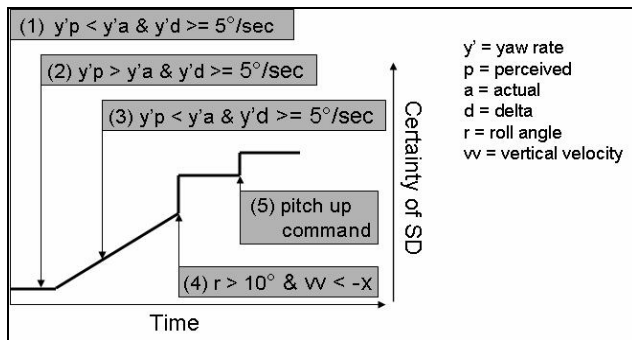 (1) y'p < y'a & y'd >= 5°/sec
(2) y'p > y'a & y'd >= 5°/sec
(3) y'p < y'a & y'd >= 5°/sec
(5) pitch up
command
(4) r > 10° & vv < -x
Time
Certainty of SD
y' = yaw rate
p = perceived
a = actual
d = delta
r = roll angle
vv = vertical velocity